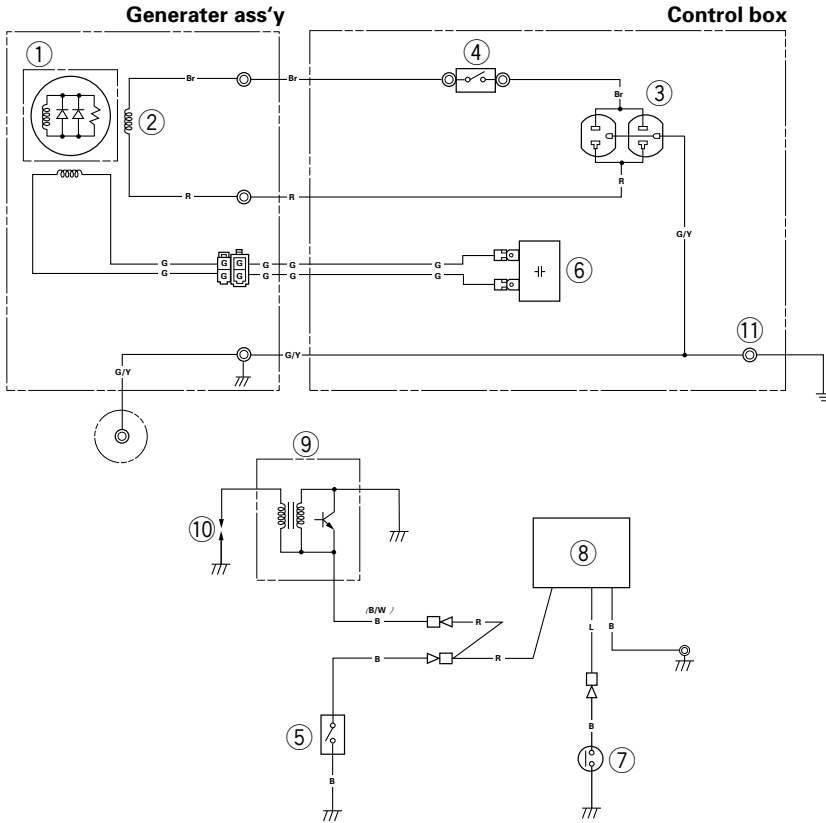 Generater ass‘y Control box
① ④
Br Br Br ③
②
R R R
G/Y
G G G G G ⑥
G G G G G
⑪
G/Y
G/Y
⑨
⑩
⑧
(B/W)
B R L B
B R
⑤ B ⑦
B